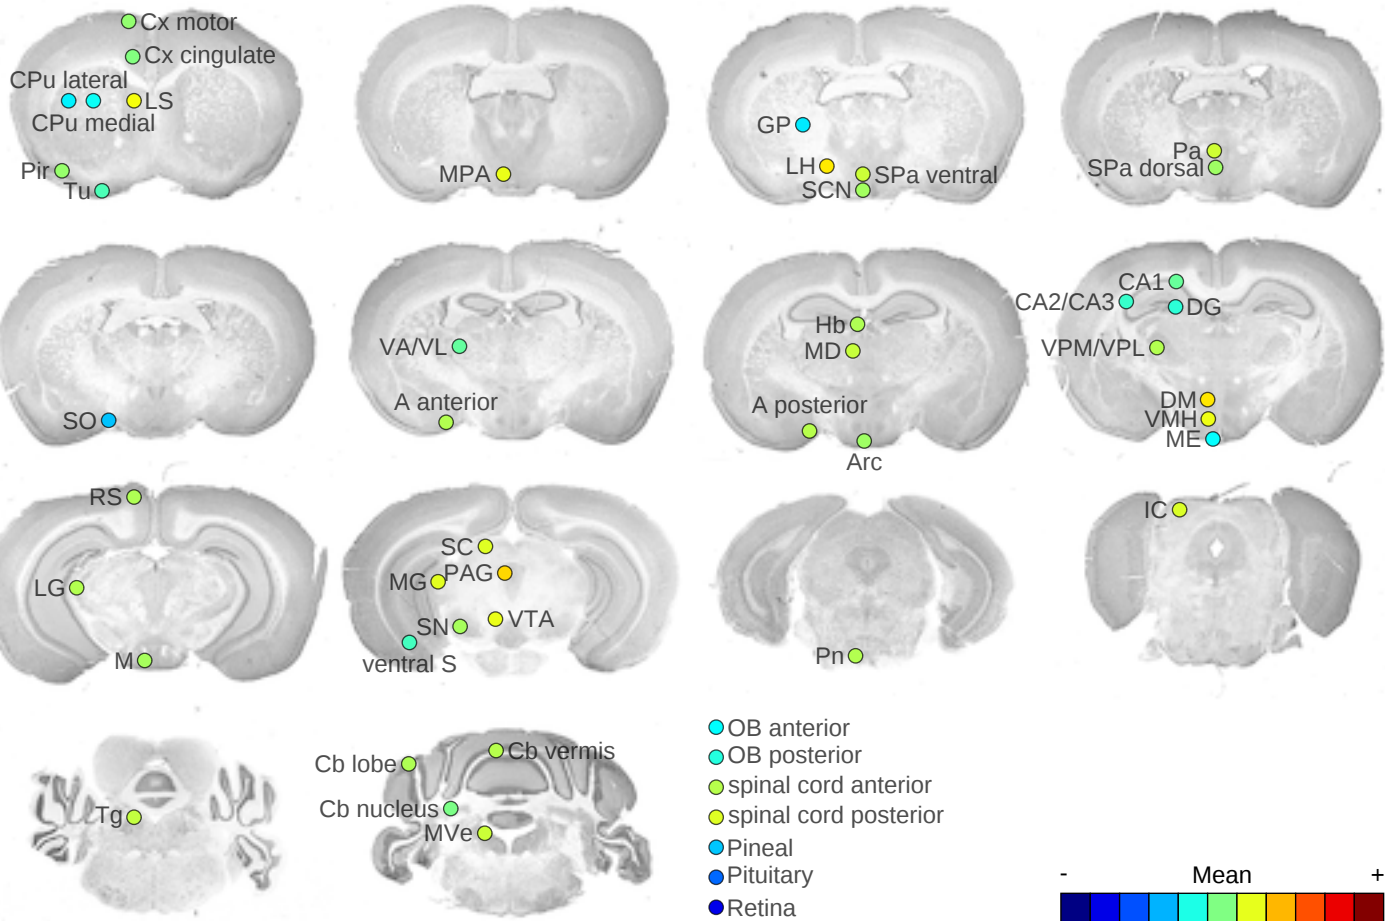 Cx motor
Cx cingulate
CPu lateral
LS
CPu medial
Pir
Tu
MPA
GP
LH
SPa ventral
SCN
Pa
SPa dorsal
SO
VA/VL
A anterior
Hb
MD
A posterior
Arc
CA1
CA2/CA3
DG
VPM/VPL
DM
VMH
ME
RS
LG
M
SC
PAG
MG
VTA
SN
ventral S
Pn
IC
Tg
Cb vermis
Cb lobe
Cb nucleus
MVe
OB anterior
OB posterior
spinal cord anterior
spinal cord posterior
Pineal
Pituitary
Retina
- Mean +